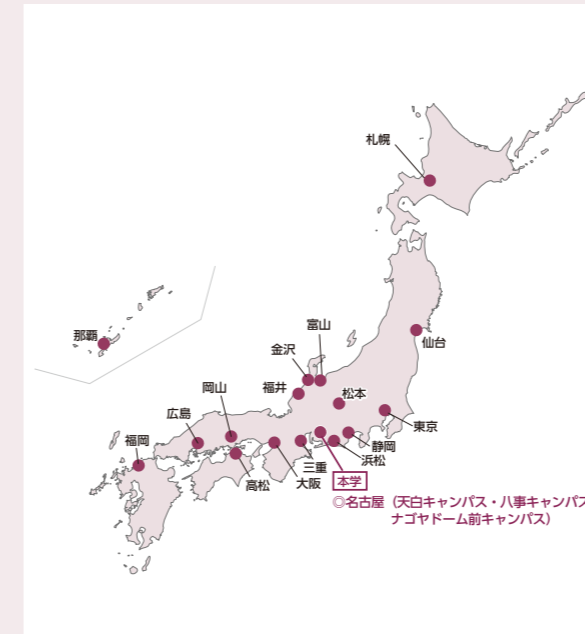 札幌
那覇
仙台
富山
金沢
岡山
福井
松本
広島
東京
福岡
静岡
浜松
三重
高松
大阪
本学
◎名古屋（天白キャンパス・八事キャンパス
ナゴヤドーム前キャンパス）